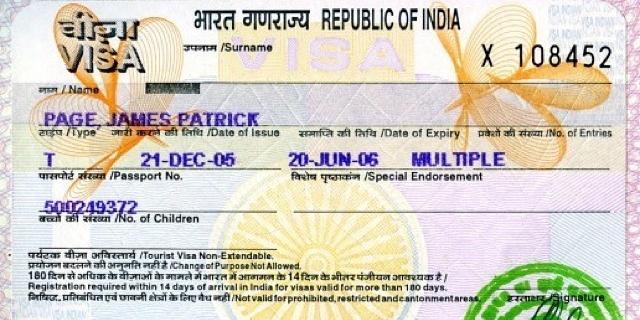 वीज़ा
VISA
भारत गणराज्य REPUBLIC OF INDIA
उपनाम /Surname
VISA
X 108452
नाम / Name
PAGE, JAMES PATRICK
टाईप /Type जारी करने की तिथि /Date of Issue समाप्ति की तिथि /Date of Expiry प्रवेशों की संख्या /No. of Entries
T 21-DEC-05 20-JUN-06 MULTIPLE
पासपोर्ट संख्या /Passport No. विशेष पृष्ठांकन /Special Endorsement
500249372
बच्चों की संख्या /No. of Children
पर्यटक वीज़ा अविस्तार्य /Tourist Visa Non-Extendable.
प्रयोजन बदलने की अनुमति नहीं है /Change of Purpose Not Allowed.
180 दिन से अधिक के वीज़ाओं के मामले में भारत में आगमन के 14 दिन के भीतर पंजीयन आवश्यक है /
Registration required within 14 days of arrival in India for visas valid for more than 180 days.
निषिद्ध, प्रतिबंधित एवं छावनी क्षेत्रों के लिए वैध नहीं /Not valid for prohibited, restricted and cantonment areas.
हस्ताक्षर /Signature